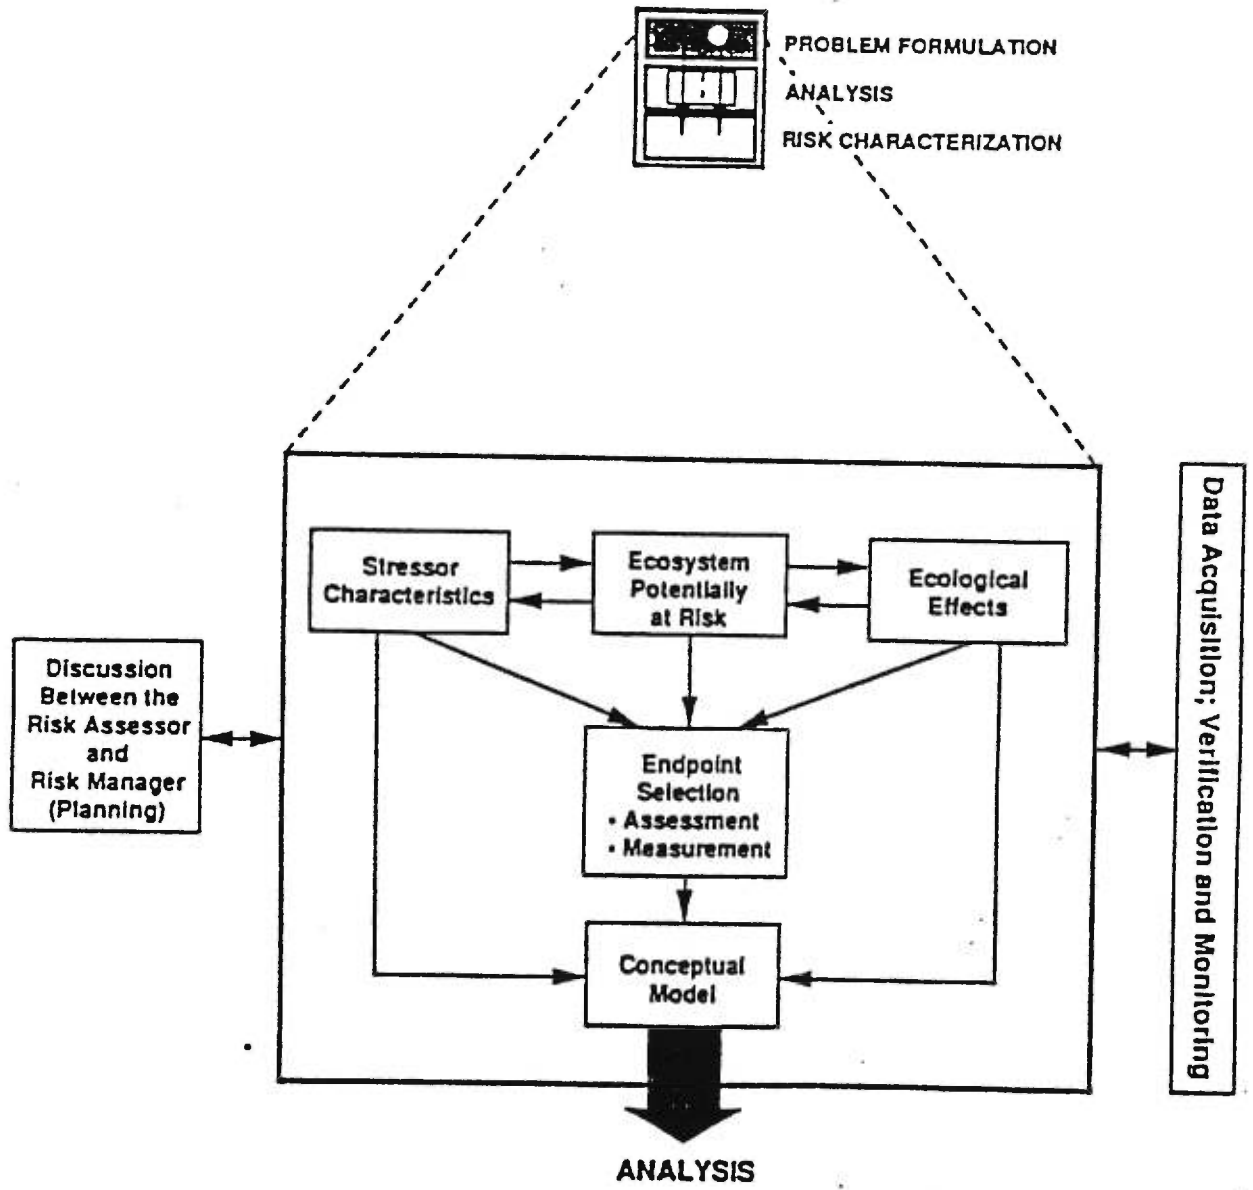 PROBLEM FORMULATION
ANALYSIS
RISK CHARACTERIZATION
Stressor
Characteristics
Ecosystem
Potentially
at Risk
Ecological
Effects
Discussion
Between the
Risk Assessor
and
Risk Manager
(Planning)
Endpoint
Selection
• Assessment
• Measurement
Conceptual
Model
Data Acquisition; Verification and Monitoring
ANALYSIS